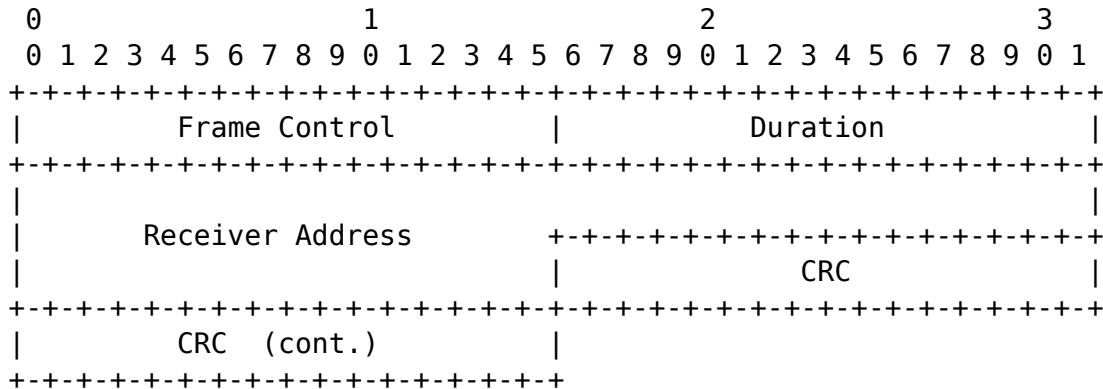 0                   1                   2                   3
 0 1 2 3 4 5 6 7 8 9 0 1 2 3 4 5 6 7 8 9 0 1 2 3 4 5 6 7 8 9 0 1
+-+-+-+-+-+-+-+-+-+-+-+-+-+-+-+-+-+-+-+-+-+-+-+-+-+-+-+-+-+-+-+-+
|         Frame Control         |           Duration            |
+-+-+-+-+-+-+-+-+-+-+-+-+-+-+-+-+-+-+-+-+-+-+-+-+-+-+-+-+-+-+-+-+
|                                                               |
|       Receiver Address        +-+-+-+-+-+-+-+-+-+-+-+-+-+-+-+-+
|                               |              CRC              |
+-+-+-+-+-+-+-+-+-+-+-+-+-+-+-+-+-+-+-+-+-+-+-+-+-+-+-+-+-+-+-+-+
|         CRC  (cont.)          |
+-+-+-+-+-+-+-+-+-+-+-+-+-+-+-+-+